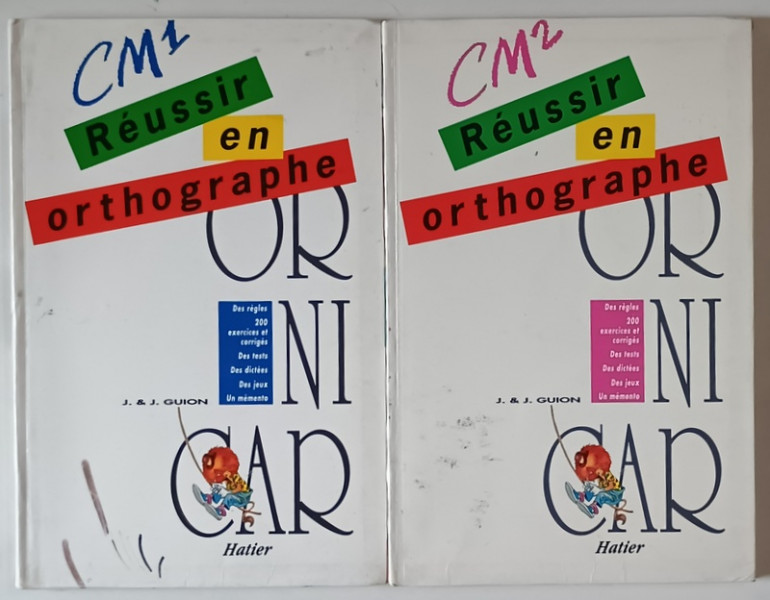 CM1
Réussir
en
orthographe
OR
NI
CAR
Des règles
200
exercices et
corrigés
Des tests
Des dictées
Des jeux
Un mémento
J. & J. GUION
Hatier
CM2
Réussir
en
orthographe
OR
NI
CAR
Des règles
200
exercices et
corrigés
Des tests
Des dictées
Des jeux
Un mémento
J. & J. GUION
Hatier